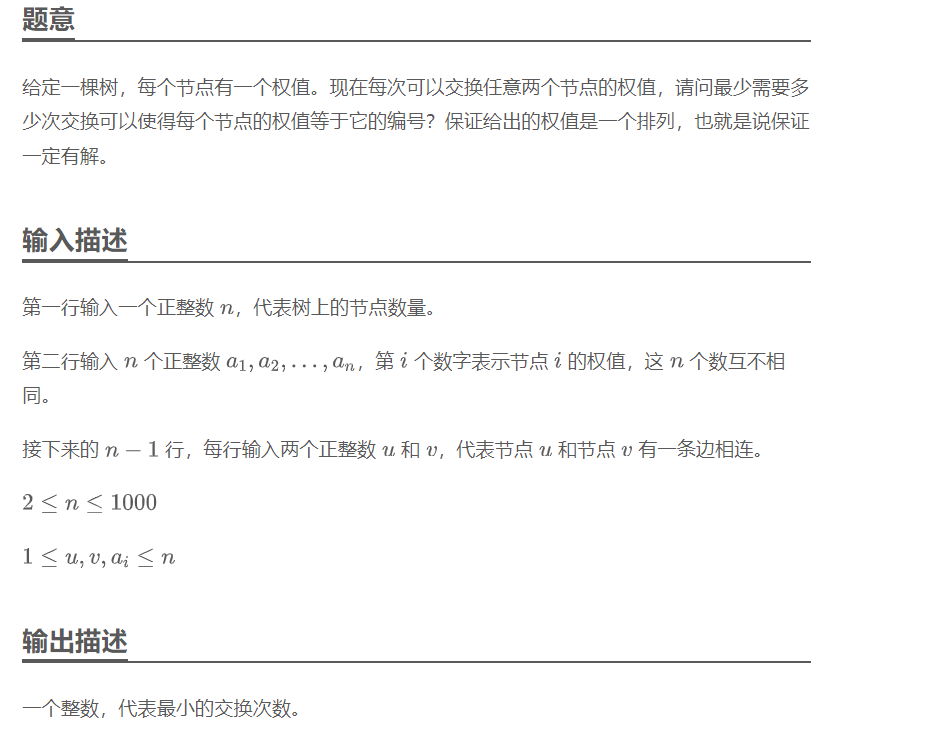 题意
给定一棵树，每个节点有一个权值。现在每次可以交换任意两个节点的权值，请问最少需要多
少次交换可以使得每个节点的权值等于它的编号？保证给出的权值是一个排列，也就是说保证
一定有解。
输入描述
第一行输入一个正整数 n，代表树上的节点数量。
第二行输入 n 个正整数 a₁, a₂, ..., aₙ，第 i 个数字表示节点 i 的权值，这 n 个数互不相
同。
接下来的 n − 1 行，每行输入两个正整数 u 和 v，代表节点 u 和节点 v 有一条边相连。
2 ≤ n ≤ 1000
1 ≤ u, v, aᵢ ≤ n
输出描述
一个整数，代表最小的交换次数。